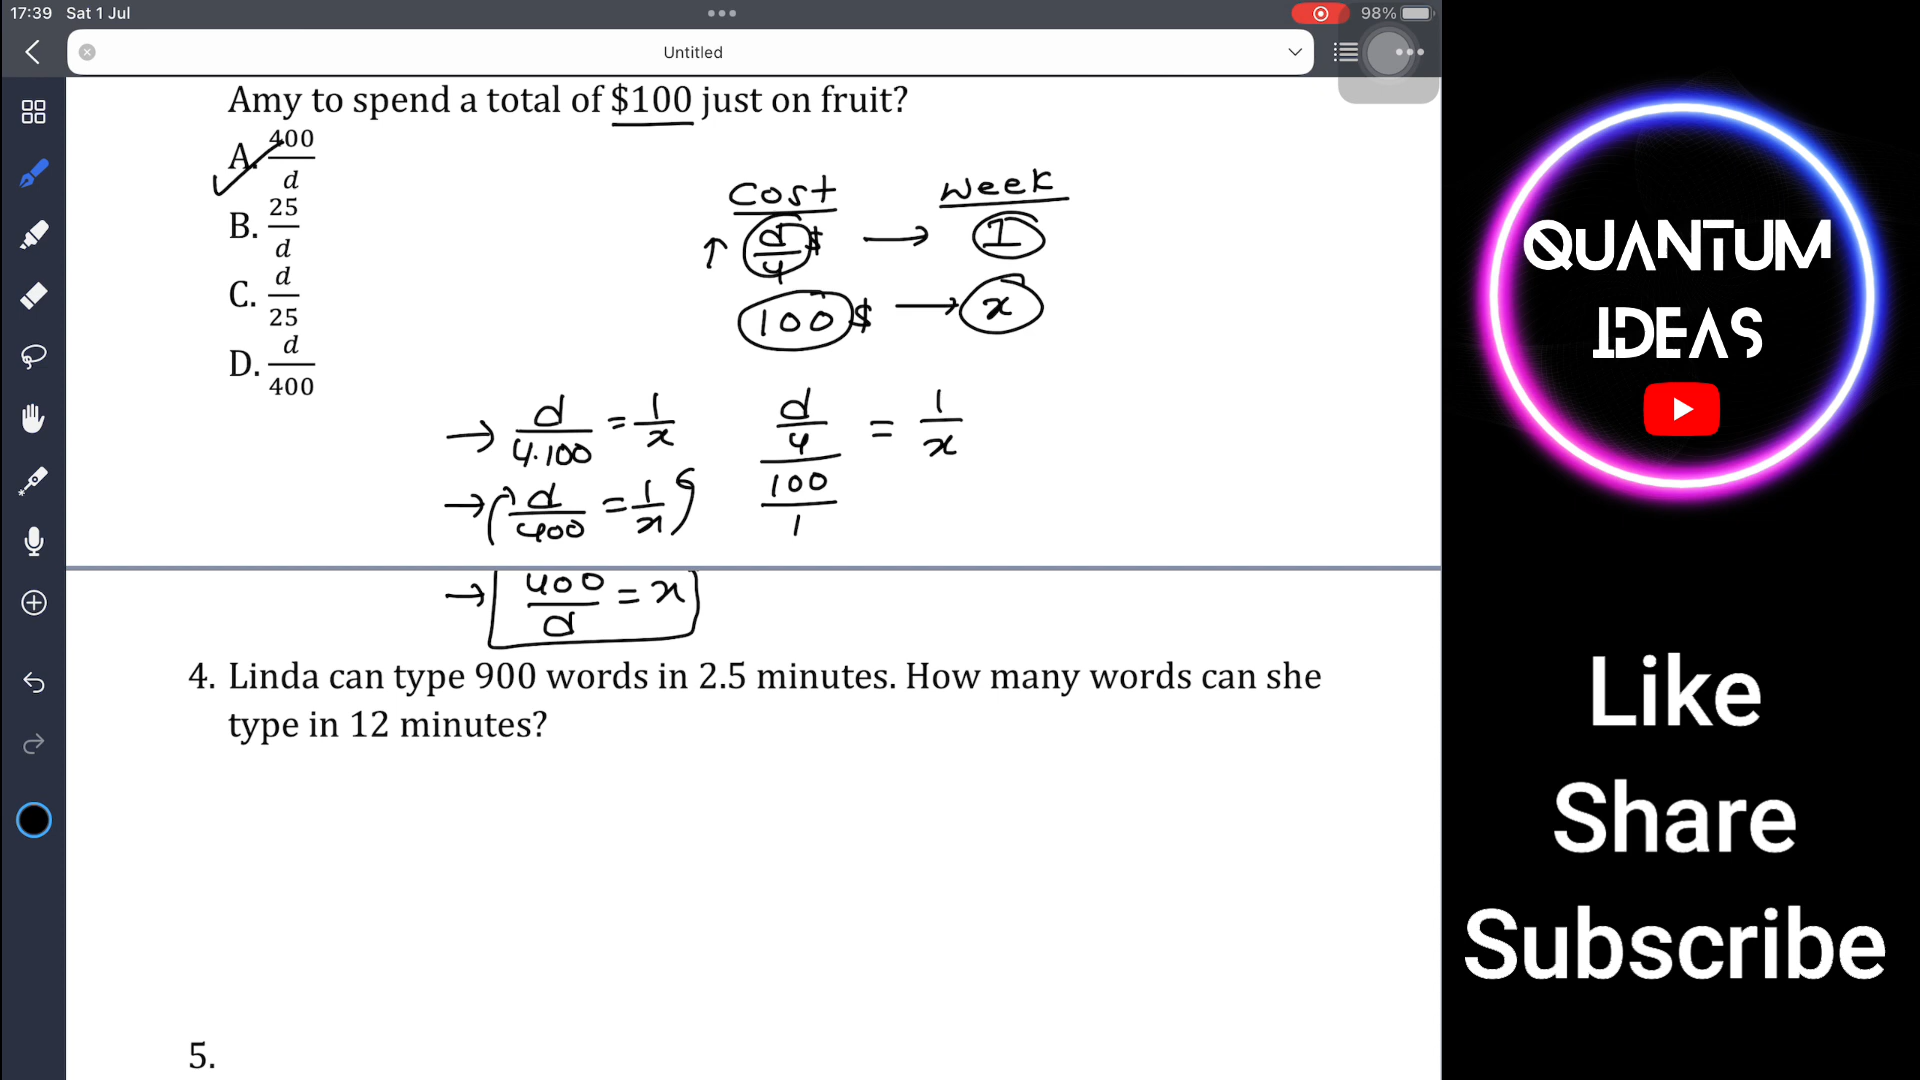 17:39 Sat 1 Jul
98%
Untitled
Amy to spend a total of $100 just on fruit?
A. 400/d
B. 25/d
C. d/25
D. d/400
Cost Week
d/4 $ → 1
100 $ → x
→ d/4·100 = 1/x
d/4/100/1 = 1/x
→ (d/400 = 1/x)
→ 400/d = x
4. Linda can type 900 words in 2.5 minutes. How many words can she
type in 12 minutes?
5.
QUANTUM
IDEAS
Like
Share
Subscribe